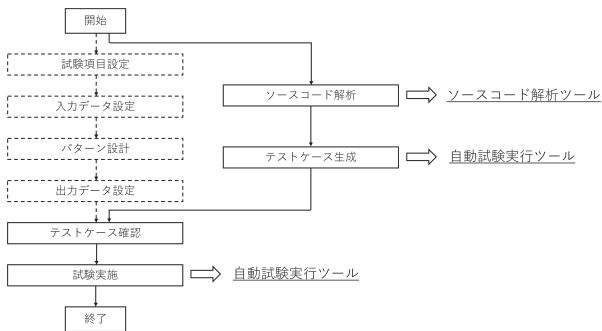 開始
試験項目設定
入力データ設定
パターン設計
出力データ設定
ソースコード解析
ソースコード解析ツール
テストケース生成
自動試験実行ツール
テストケース確認
試験実施
自動試験実行ツール
終了